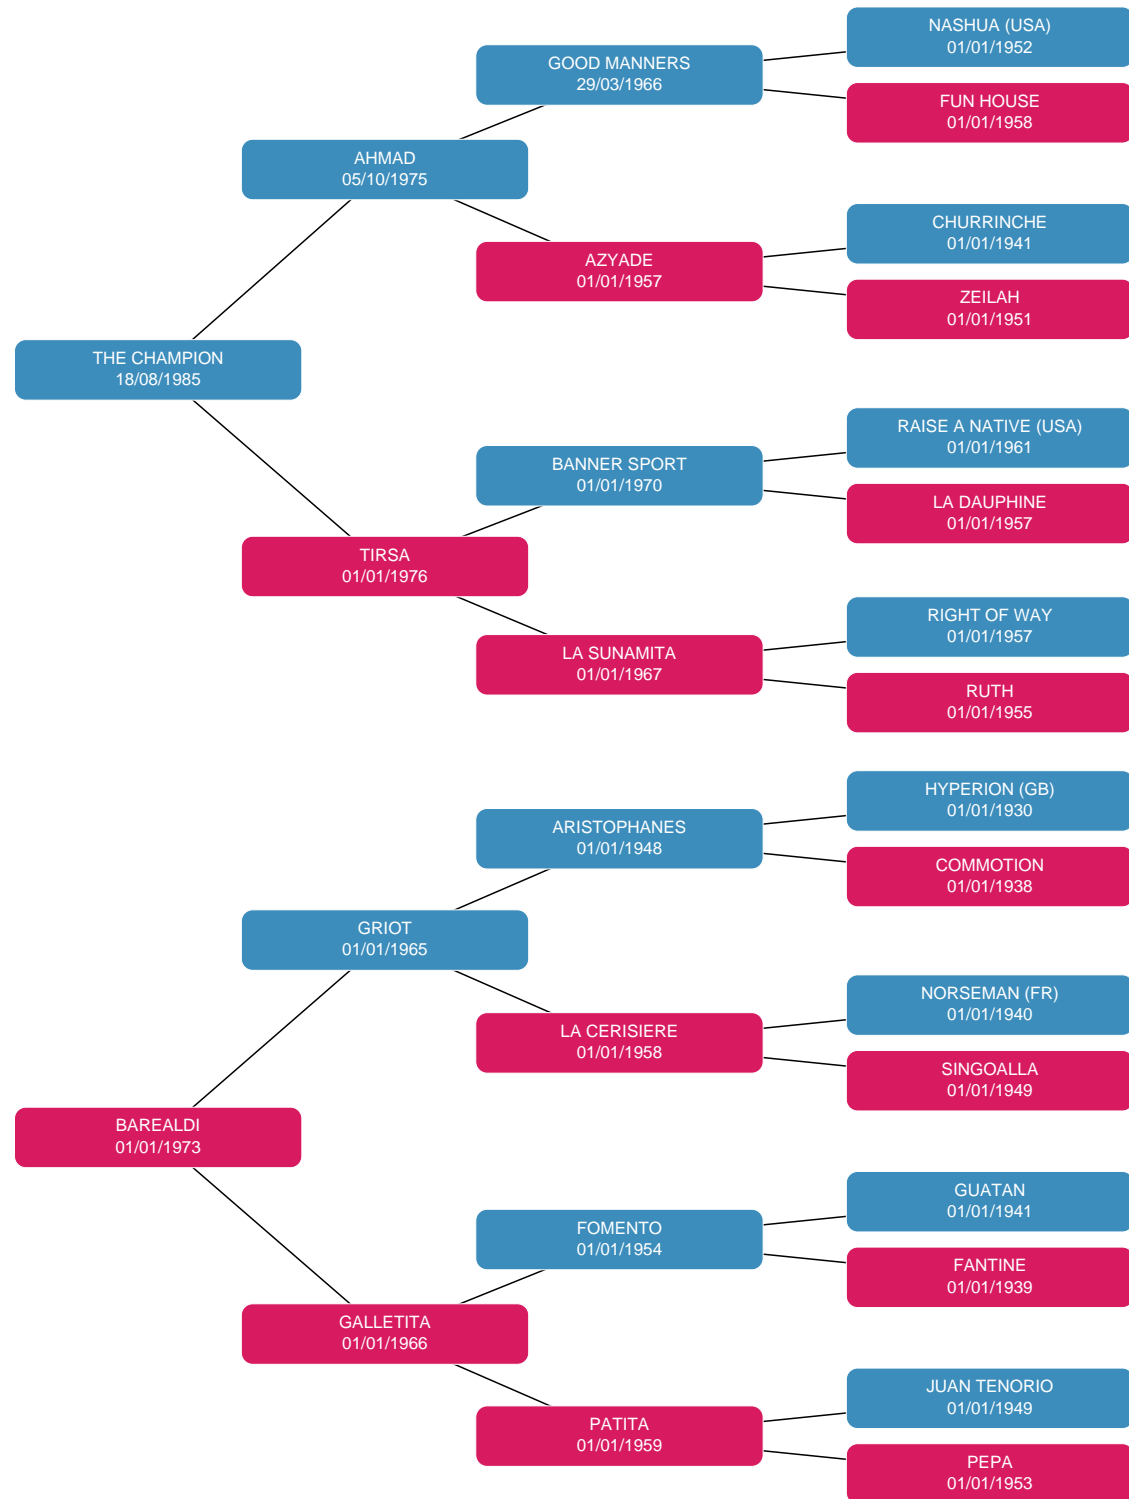 NASHUA (USA)
01/01/1952
GOOD MANNERS
29/03/1966
FUN HOUSE
01/01/1958
AHMAD
05/10/1975
CHURRINCHE
01/01/1941
AZYADE
01/01/1957
ZEILAH
01/01/1951
THE CHAMPION
18/08/1985
RAISE A NATIVE (USA)
01/01/1961
BANNER SPORT
01/01/1970
LA DAUPHINE
01/01/1957
TIRSA
01/01/1976
RIGHT OF WAY
01/01/1957
LA SUNAMITA
01/01/1967
RUTH
01/01/1955
HYPERION (GB)
01/01/1930
ARISTOPHANES
01/01/1948
COMMOTION
01/01/1938
GRIOT
01/01/1965
NORSEMAN (FR)
01/01/1940
LA CERISIERE
01/01/1958
SINGOALLA
01/01/1949
BAREALDI
01/01/1973
GUATAN
01/01/1941
FOMENTO
01/01/1954
FANTINE
01/01/1939
GALLETITA
01/01/1966
JUAN TENORIO
01/01/1949
PATITA
01/01/1959
PEPA
01/01/1953